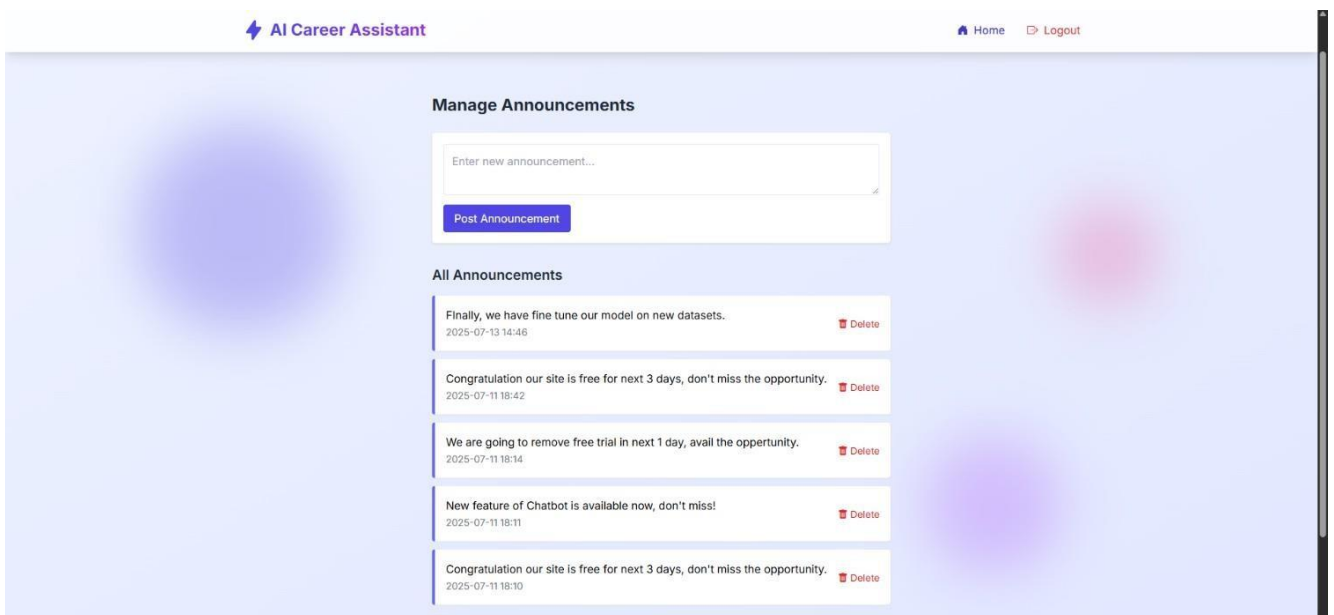 AI Career Assistant
Home
Logout
Manage Announcements
Enter new announcement...
Post Announcement
All Announcements
FInally, we have fine tune our model on new datasets.
2025-07-13 14:46
Delete
Congratulation our site is free for next 3 days, don't miss the opportunity.
2025-07-11 18:42
Delete
We are going to remove free trial in next 1 day, avail the oppertunity.
2025-07-11 18:14
Delete
New feature of Chatbot is available now, don't miss!
2025-07-11 18:11
Delete
Congratulation our site is free for next 3 days, don't miss the opportunity.
2025-07-11 18:10
Delete